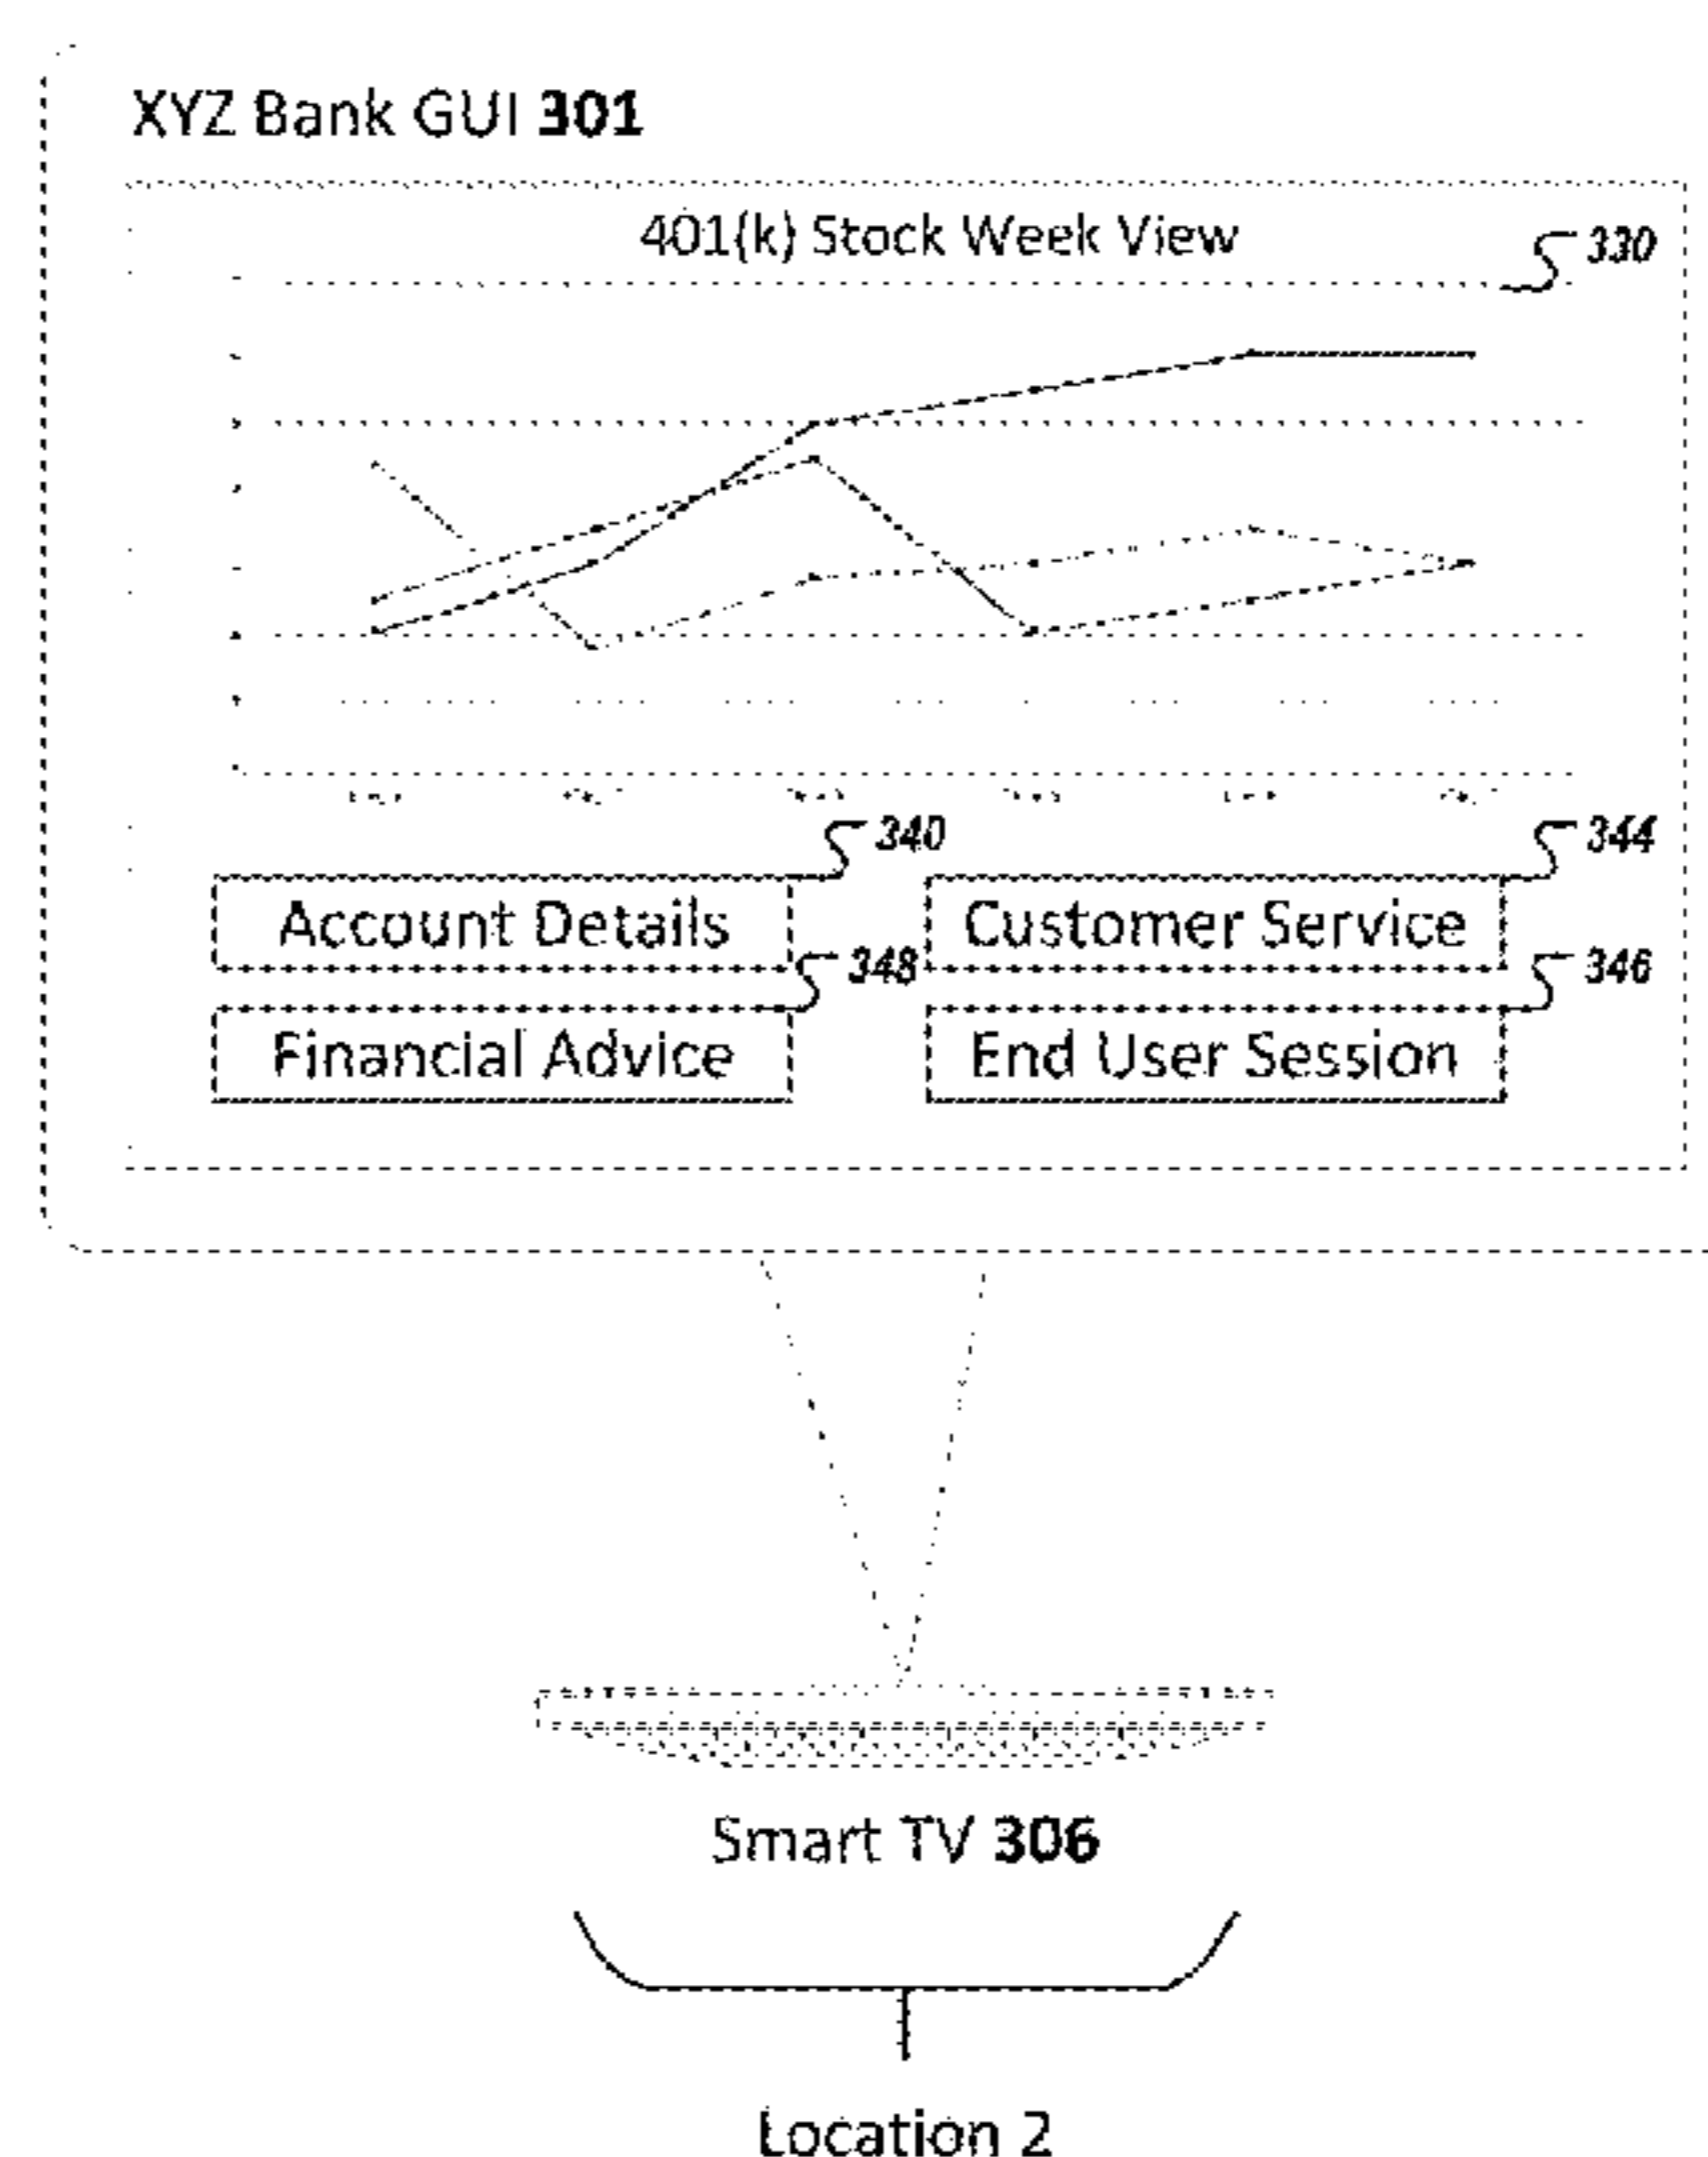 XYZ Bank GUI 301
401(k) Stock Week View
330
340
344
Account Details
Customer Service
348
346
Financial Advice
End User Session
Smart TV 306
Location 2